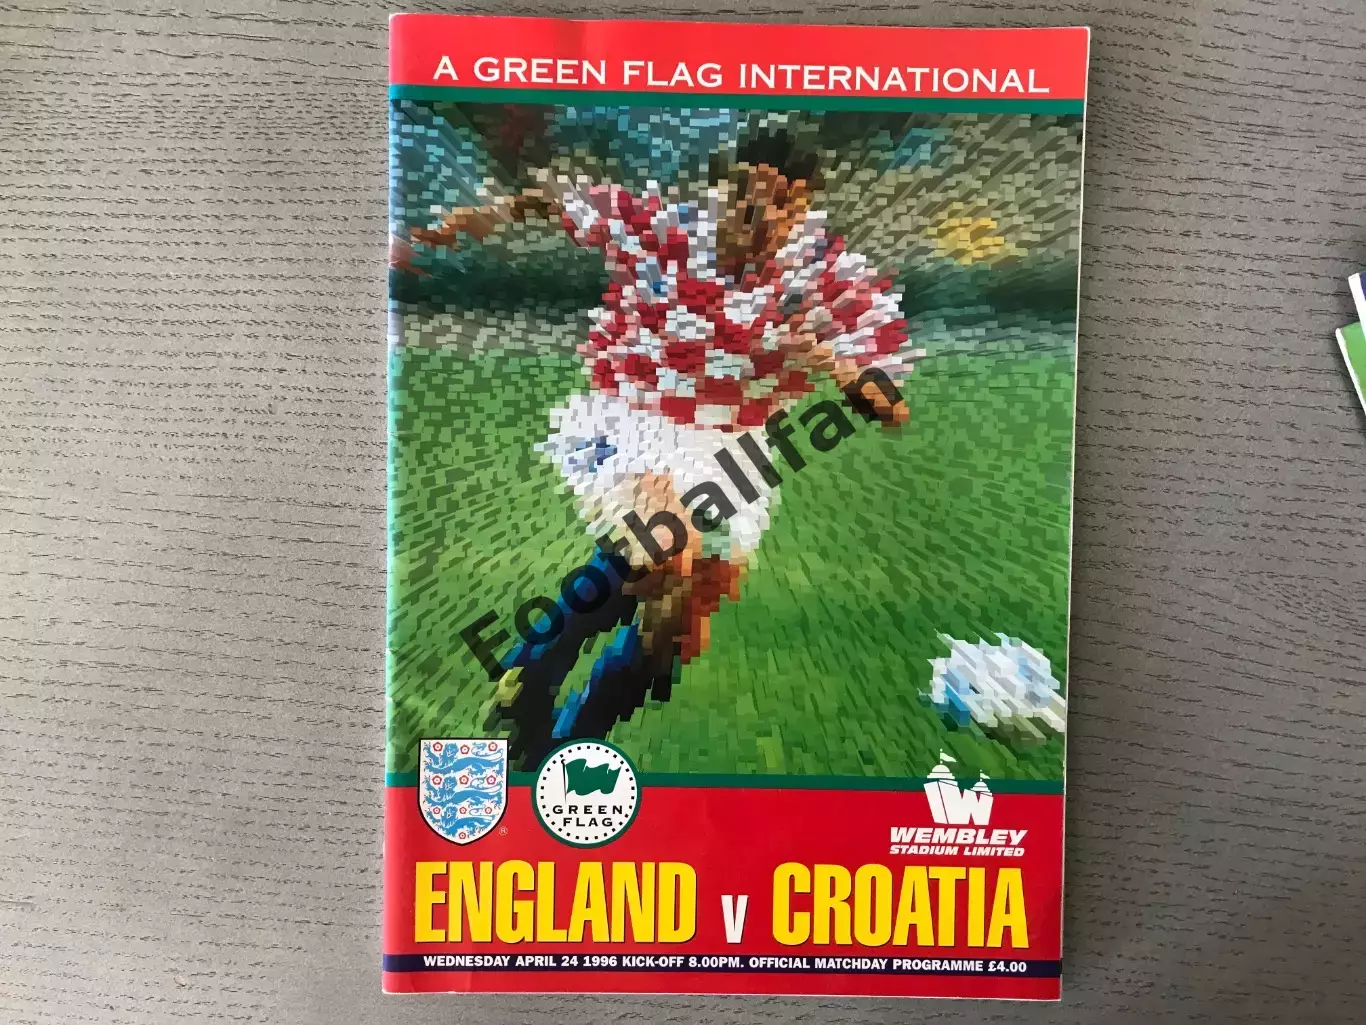 A GREEN FLAG INTERNATIONAL
Footballfan
GREEN
FLAG
®
WEMBLEY
STADIUM LIMITED
ENGLAND v CROATIA
WEDNESDAY APRIL 24 1996 KICK-OFF 8.00PM. OFFICIAL MATCHDAY PROGRAMME £4.00